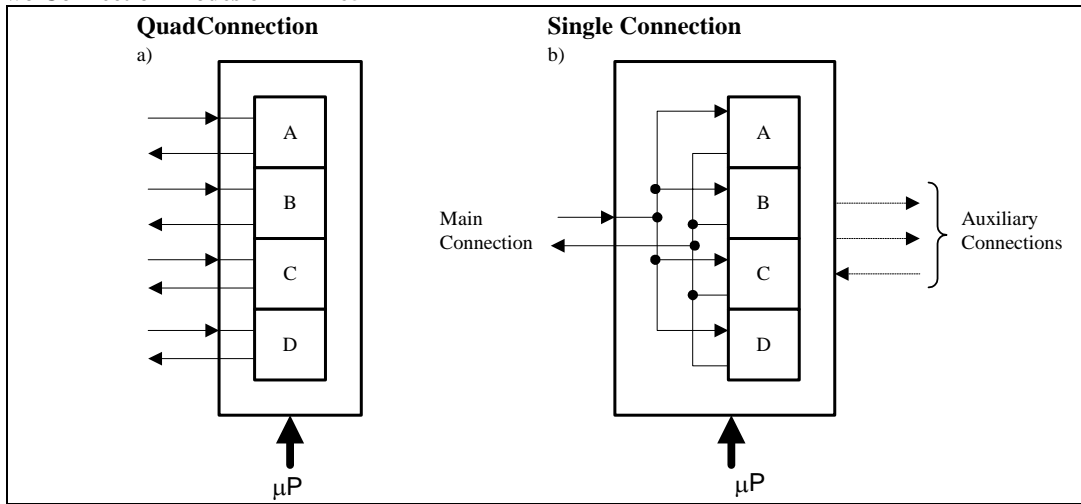 QuadConnection
a)
A
B
C
D
μP
Single Connection
b)
Main
Connection
A
B
C
D
Auxiliary
Connections
μP